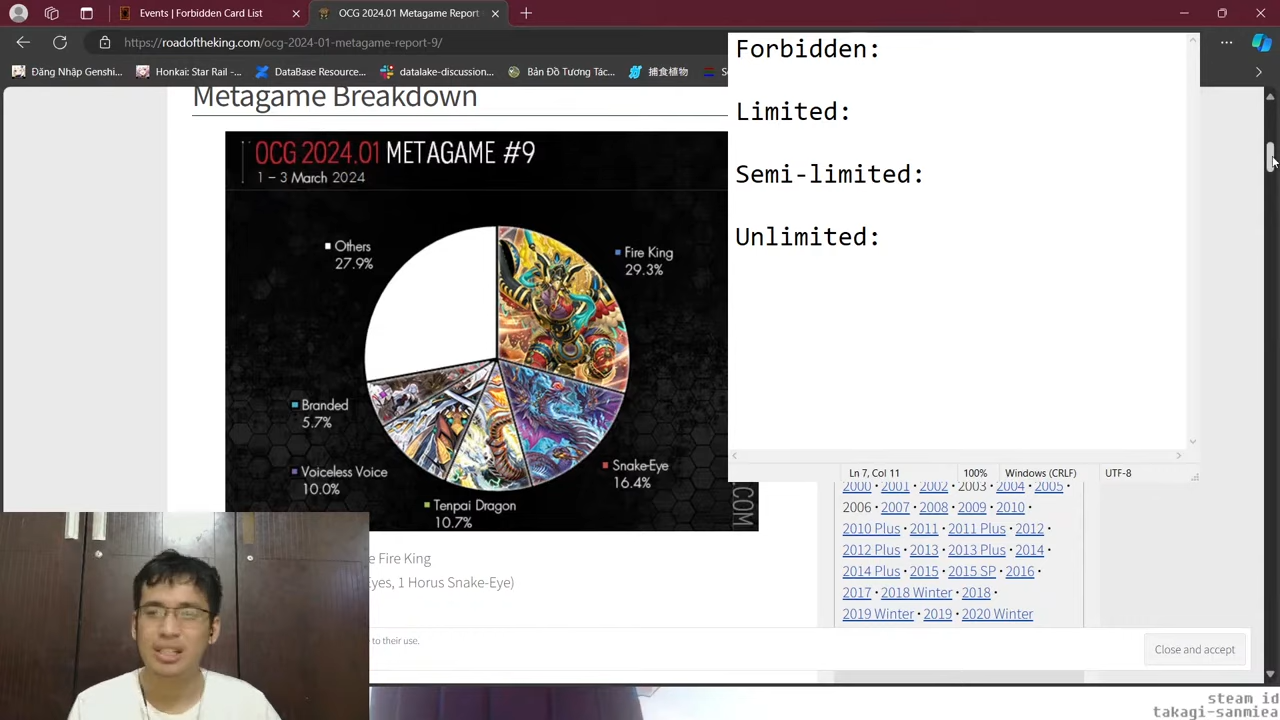 Events | Forbidden Card List
OCG 2024.01 Metagame Report
https://roadoftheking.com/ocg-2024-01-metagame-report-9/
Đăng Nhập Genshi...
Honkai: Star Rail -...
DataBase Resource...
datalake-discussion...
Bản Đồ Tương Tác...
捕食植物
Metagame Breakdown
OCG 2024.01 METAGAME #9
1 – 3 March 2024
Others
27.9%
Fire King
29.3%
Branded
5.7%
Voiceless Voice
10.0%
Tenpai Dragon
10.7%
Snake-Eye
16.4%
.COM
e Fire King
Eyes, 1 Horus Snake-Eye)
e to their use.
Forbidden:
Limited:
Semi-limited:
Unlimited:
Ln 7, Col 11
100%
Windows (CRLF)
UTF-8
2000 • 2001 • 2002 • 2003 • 2004 • 2005 •
2006 • 2007 • 2008 • 2009 • 2010 •
2010 Plus • 2011 • 2011 Plus • 2012 •
2012 Plus • 2013 • 2013 Plus • 2014 •
2014 Plus • 2015 • 2015 SP • 2016 •
2017 • 2018 Winter • 2018 •
2019 Winter • 2019 • 2020 Winter
Close and accept
steam id
takagi-sanmiea